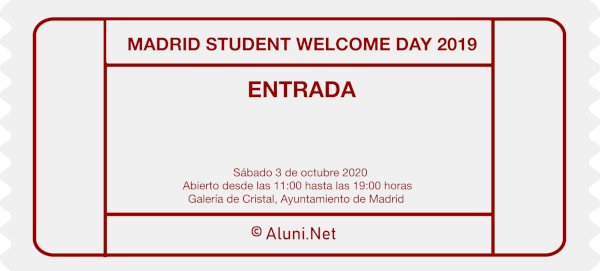 MADRID STUDENT WELCOME DAY 2019
ENTRADA
Sábado 3 de octubre 2020
Abierto desde las 11:00 hasta las 19:00 horas
Galería de Cristal, Ayuntamiento de Madrid
© Aluni.Net